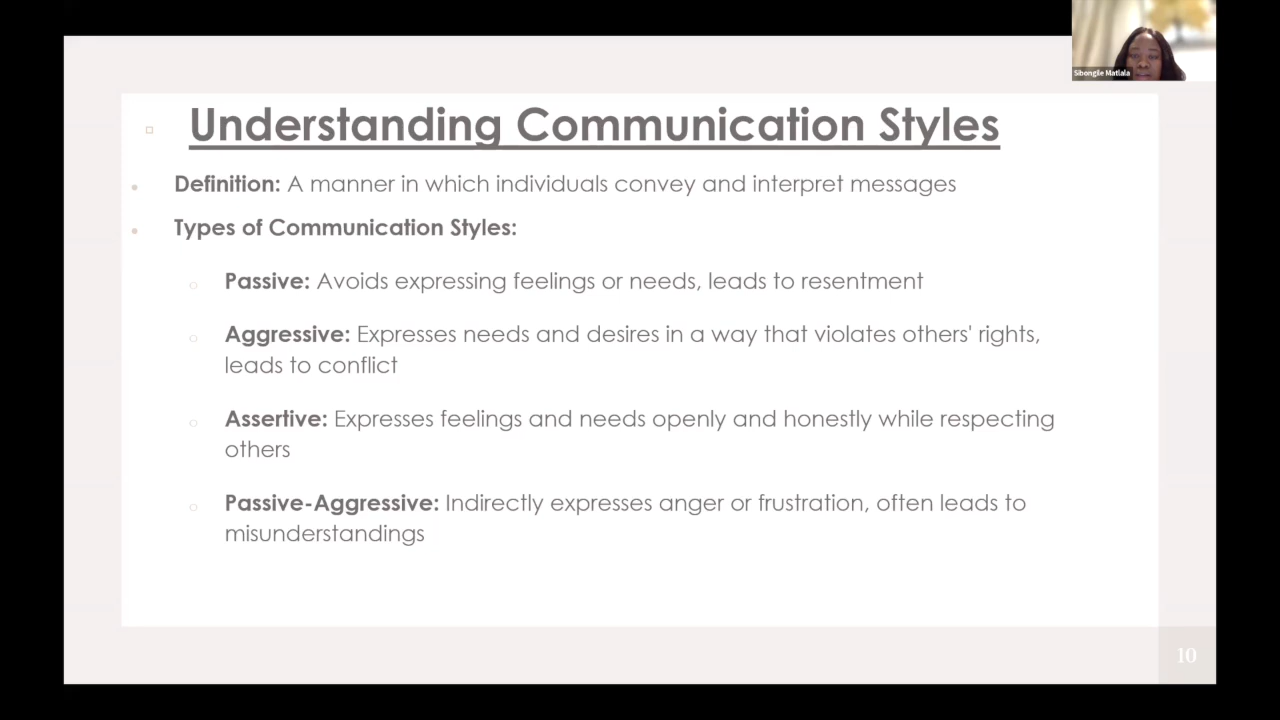 Sibongile Matlala
Understanding Communication Styles
Definition: A manner in which individuals convey and interpret messages
Types of Communication Styles:
Passive: Avoids expressing feelings or needs, leads to resentment
Aggressive: Expresses needs and desires in a way that violates others' rights,
leads to conflict
Assertive: Expresses feelings and needs openly and honestly while respecting
others
Passive-Aggressive: Indirectly expresses anger or frustration, often leads to
misunderstandings
10